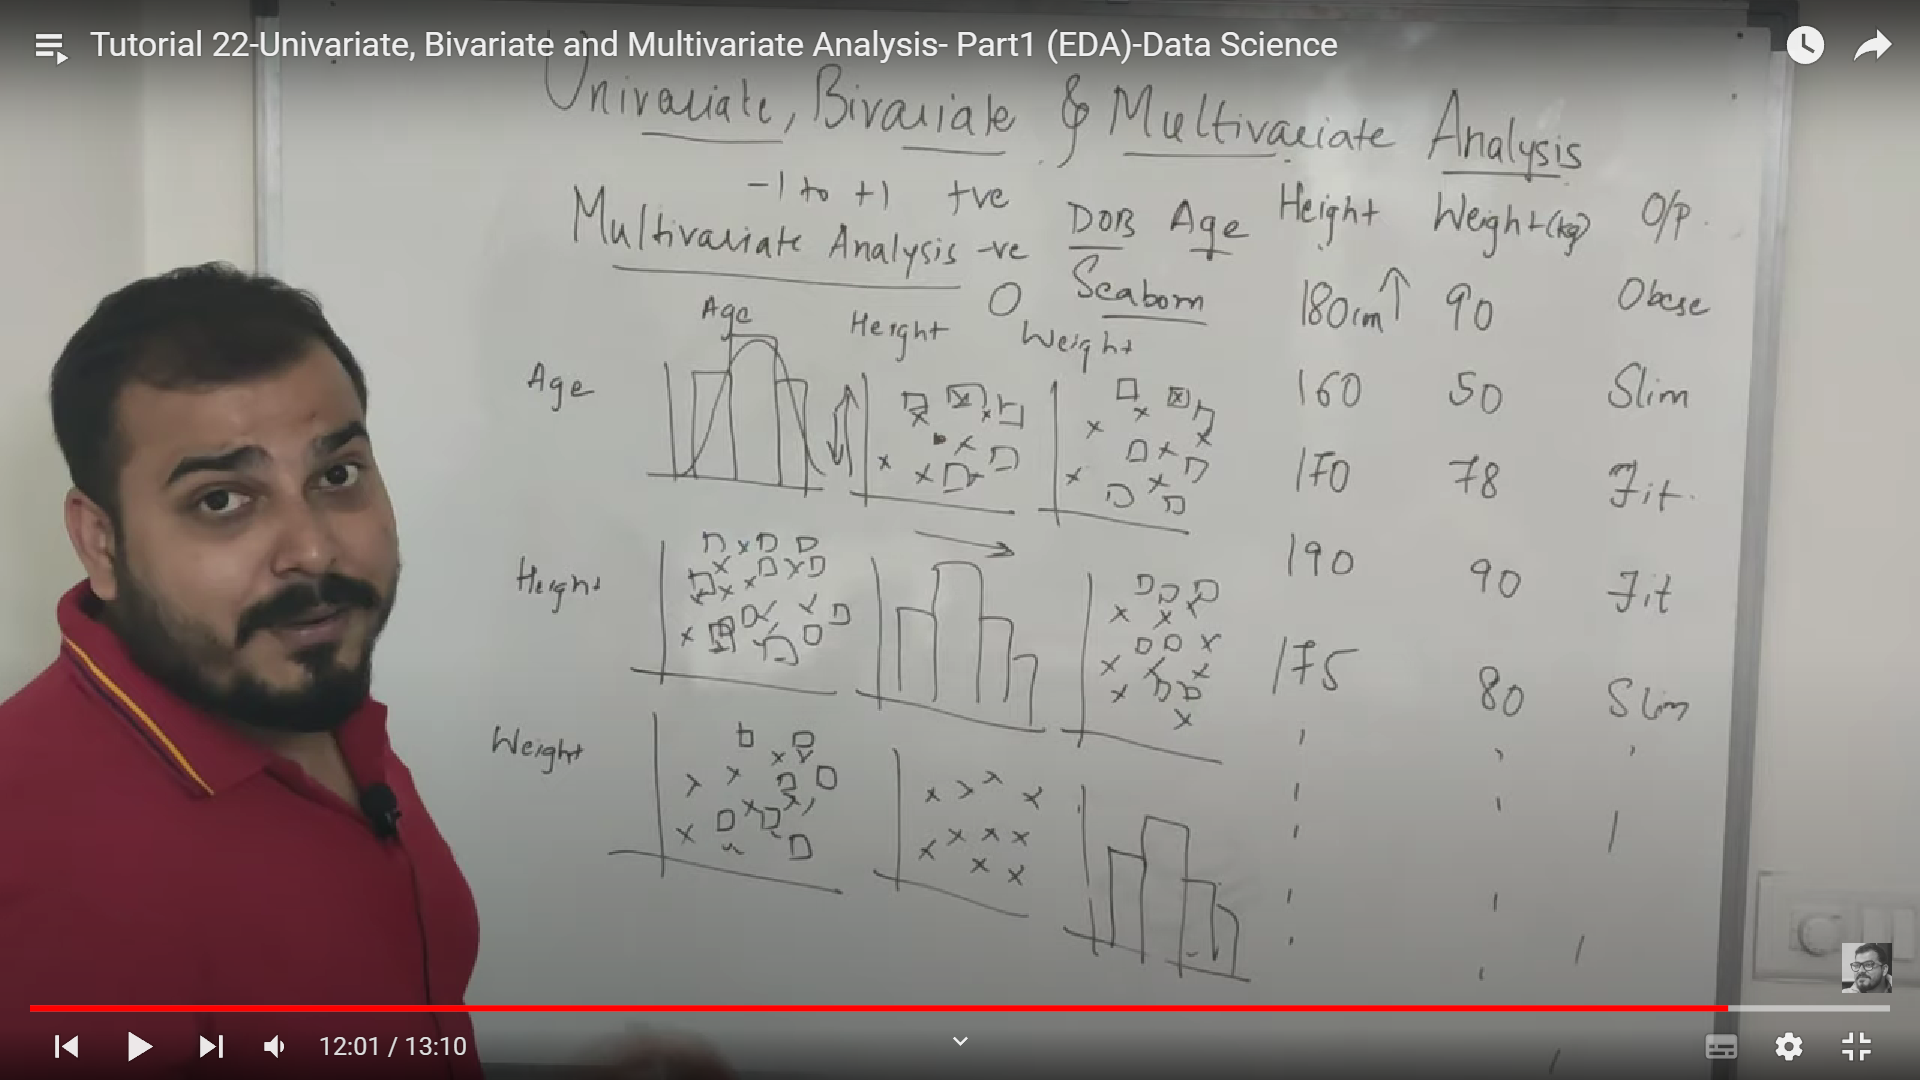 Tutorial 22-Univariate, Bivariate and Multivariate Analysis- Part1 (EDA)-Data Science
Univariate, Bivariate & Multivariate Analysis
-1 to +1 +ve
Multivariate Analysis -ve
0
DOB Age Height Weight(kg) O/P.
Seaborn
180cm 90 Obese
160 50 Slim
170 78 Fit.
190 90 Fit
175 80 Slim
Age Height Weight
Age
Height
Weight
12:01 / 13:10